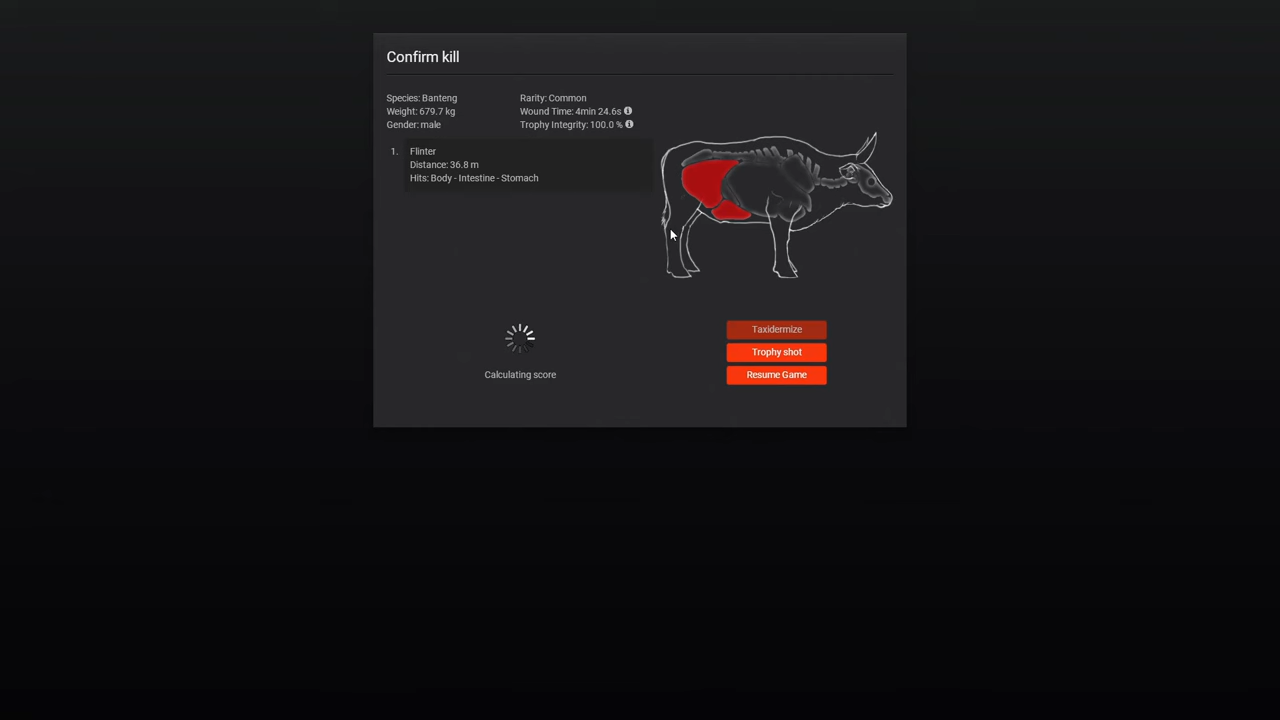 Confirm kill
Species: Banteng
Weight: 679.7 kg
Gender: male
Rarity: Common
Wound Time: 4min 24.6s
Trophy Integrity: 100.0 %
1.
Flinter
Distance: 36.8 m
Hits: Body - Intestine - Stomach
Calculating score
Taxidermize
Trophy shot
Resume Game